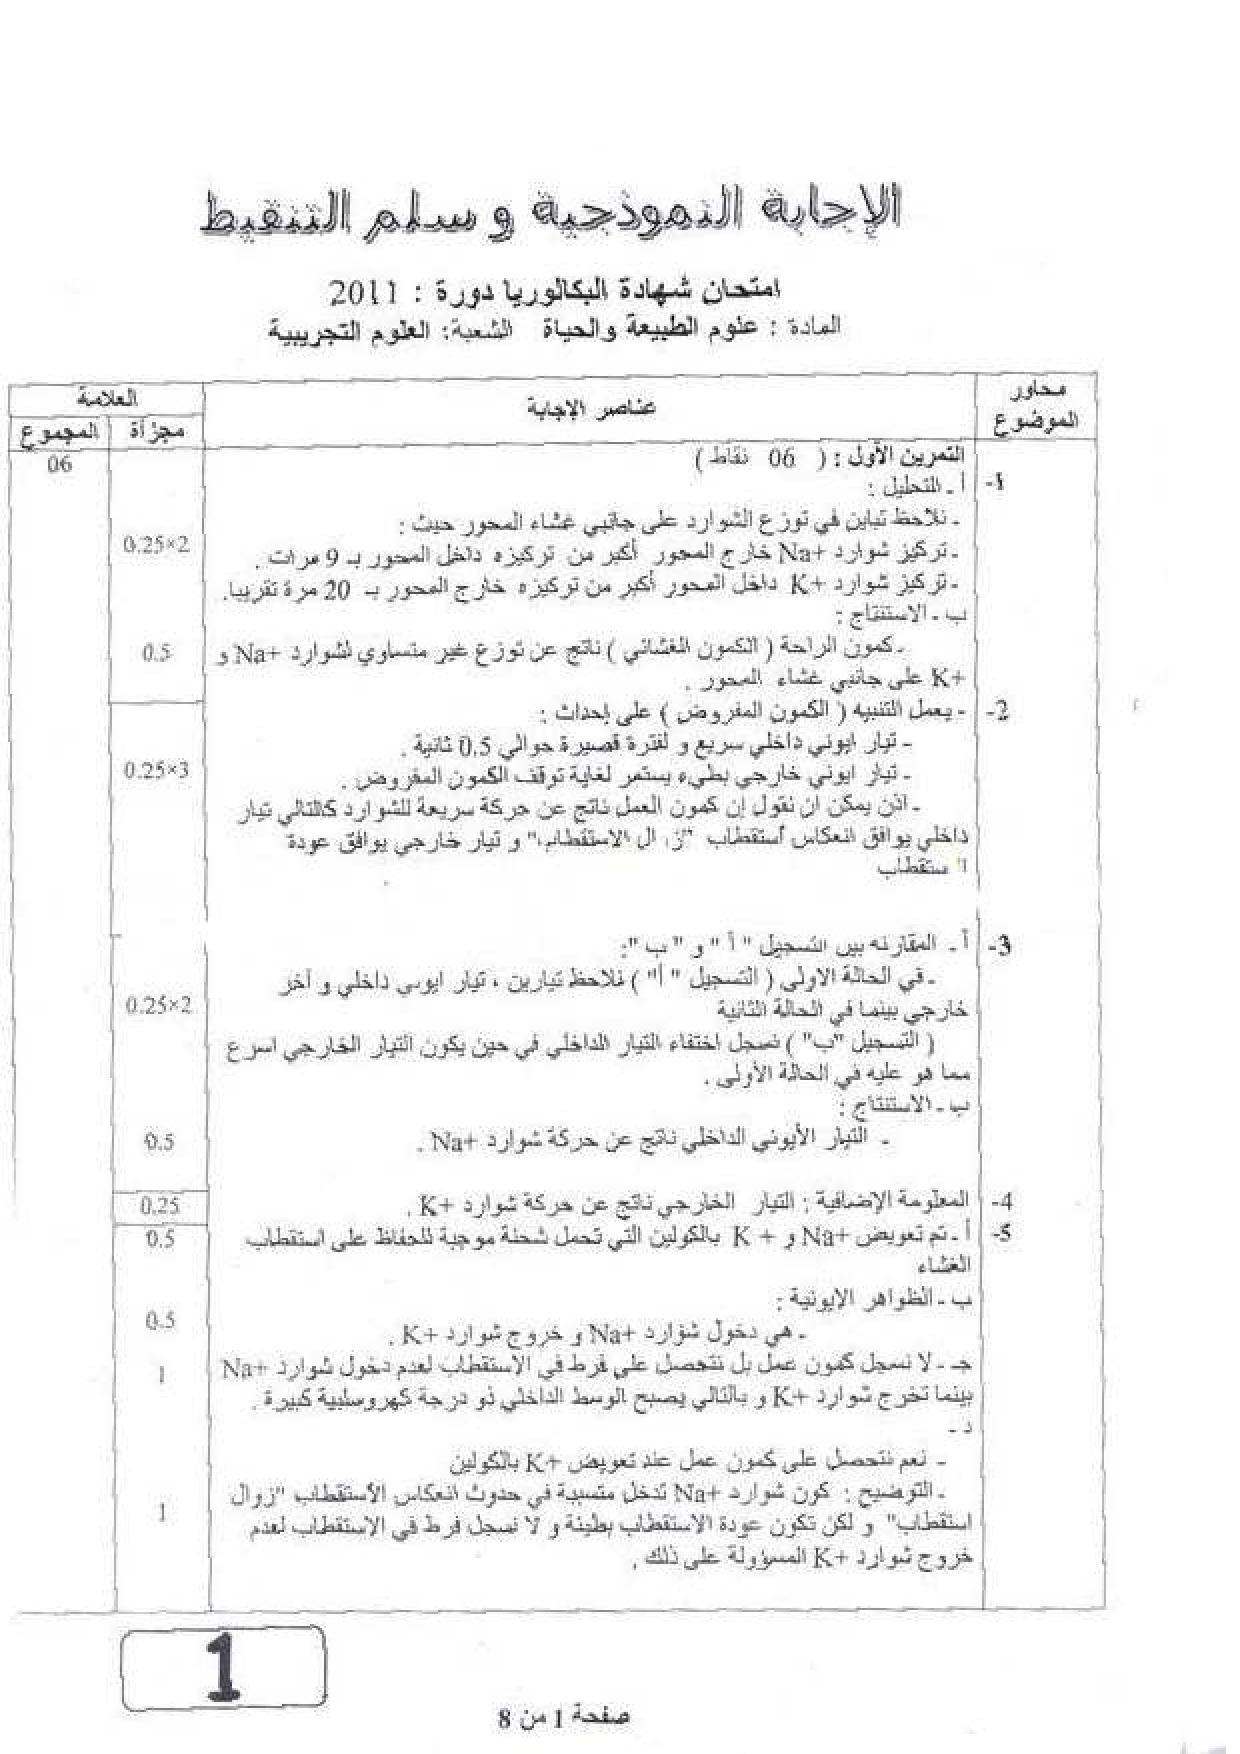 الإجابة النموذجية و سلم التنقيط
امتحان شهادة البكالوريا دورة : 2011
المادة : علوم الطبيعة والحياة الشعبة: العلوم التجريبية
محاور الموضوع
عناصر الإجابة
العلامة
مجزأة
المجموع
التمرين الأول : ( 06 نقاط )
06
1-
أ ـ التحليل :
ـ نلاحظ تباين في توزع الشوارد على جانبي غشاء المحور حيث :
ـ تركيز شوارد +Na خارج المحور أكبر من تركيزه داخل المحور بـ 9 مرات .
0.25×2
ـ تركيز شوارد +K داخل المحور أكبر من تركيزه خارج المحور بـ 20 مرة تقريبا.
ب ـ الاستنتاج :
ـ كمون الراحة ( الكمون الغشائي ) ناتج عن توزع غير متساوي لشوارد +Na و
0.5
+K على جانبي غشاء المحور .
2-
- يعمل التنبيه ( الكمون المفروض ) على إحداث :
ـ تيار ايوني داخلي سريع و لفترة قصيرة حوالي 0.5 ثانية .
ـ تيار ايوني خارجي بطيء يستمر لغاية توقف الكمون المفروض .
0.25×3
ـ اذن يمكن ان نقول إن كمون العمل ناتج عن حركة سريعة للشوارد كالتالي تيار
داخلي يوافق انعكاس أستقطاب "زوال الاستقطاب" و تيار خارجي يوافق عودة
استقطاب
3-
أ ـ المقارنه بين التسجيل " أ " و " ب ":
ـ في الحالة الاولى ( التسجيل " أ" ) نلاحظ تيارين ، تيار ايوني داخلي و أخر
خارجي بينما في الحالة الثانية
0.25×2
( التسجيل "ب" ) نسجل اختفاء التيار الداخلي في حين يكون التيار الخارجي اسرع
مما هو عليه في الحالة الأولى .
ب ـ الاستنتاج :
ـ التيار الأيوني الداخلي ناتج عن حركة شوارد +Na .
0.5
4-
المعلومة الإضافية : التيار الخارجي ناتج عن حركة شوارد +K .
0.25
5-
أ ـ تم تعويض +Na و + K بالكولين التي تحمل شحنة موجبة للحفاظ على استقطاب
0.5
الغشاء
ب ـ الظواهر الايونية :
ـ هي دخول شؤارد +Na و خروج شوارد +K .
0.5
جـ ـ لا نسجل كمون عمل بل نتحصل على فرط في الاستقطاب لعدم دخول شوارد +Na
1
بينما تخرج شوارد +K و بالتالي يصبح الوسط الداخلي ذو درجة كهروسلبية كبيرة .
د ـ
ـ نعم نتحصل على كمون عمل عند تعويض +K بالكولين
ـ التوضيح : كون شوارد +Na تدخل متسببة في حدوث انعكاس الأستقطاب "زوال
1
استقطاب" و لكن تكون عودة الاستقطاب بطيئة و لا نسجل فرط في الاستقطاب لعدم
خروج شوارد +K المسؤولة على ذلك .
1
صفحة 1 من 8